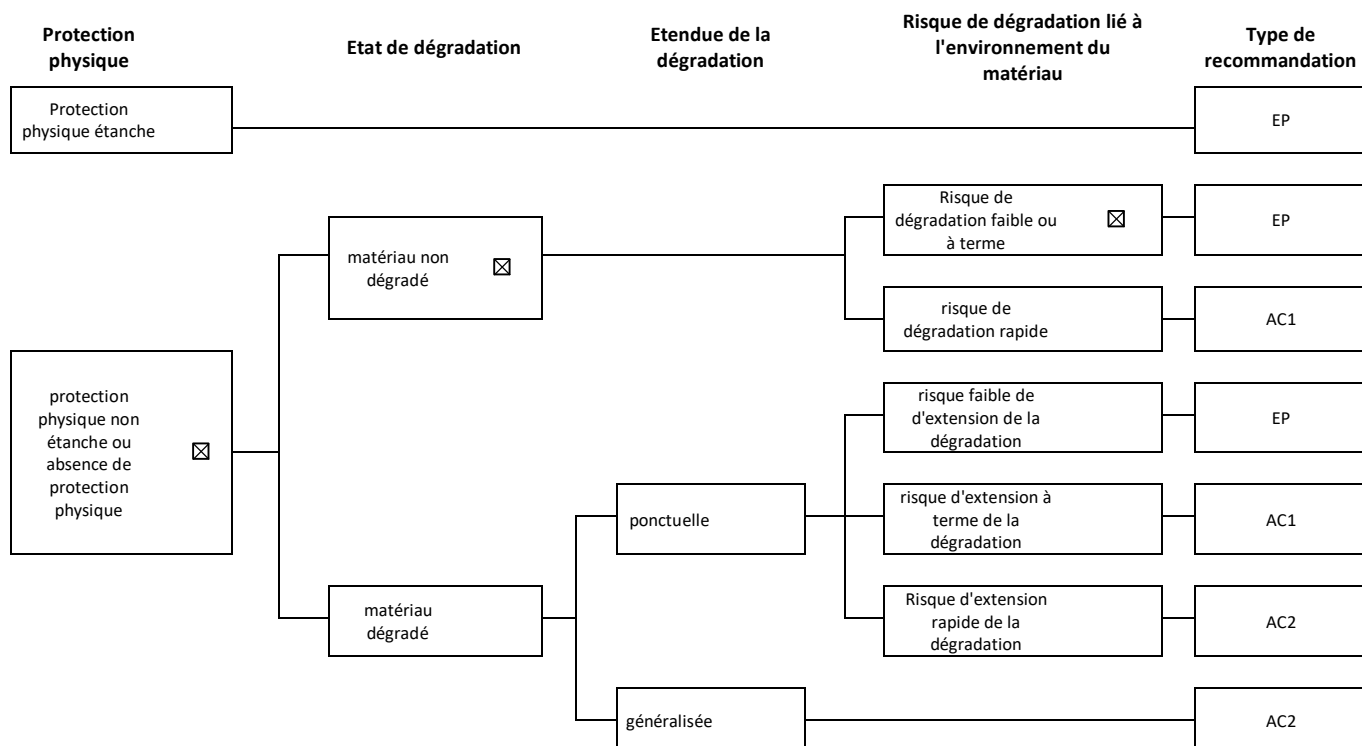 Protection
physique
Etat de dégradation
Etendue de la
dégradation
Risque de dégradation lié à
l'environnement du
matériau
Type de
recommandation
Protection
physique étanche
EP
protection
physique non
étanche ou
absence de
protection
physique
☒
matériau non
dégradé
☒
Risque de
dégradation faible ou
à terme
☒
EP
risque de
dégradation rapide
AC1
matériau
dégradé
ponctuelle
risque faible de
d'extension de la
dégradation
EP
risque d'extension à
terme de la
dégradation
AC1
Risque d'extension
rapide de la
dégradation
AC2
généralisée
AC2